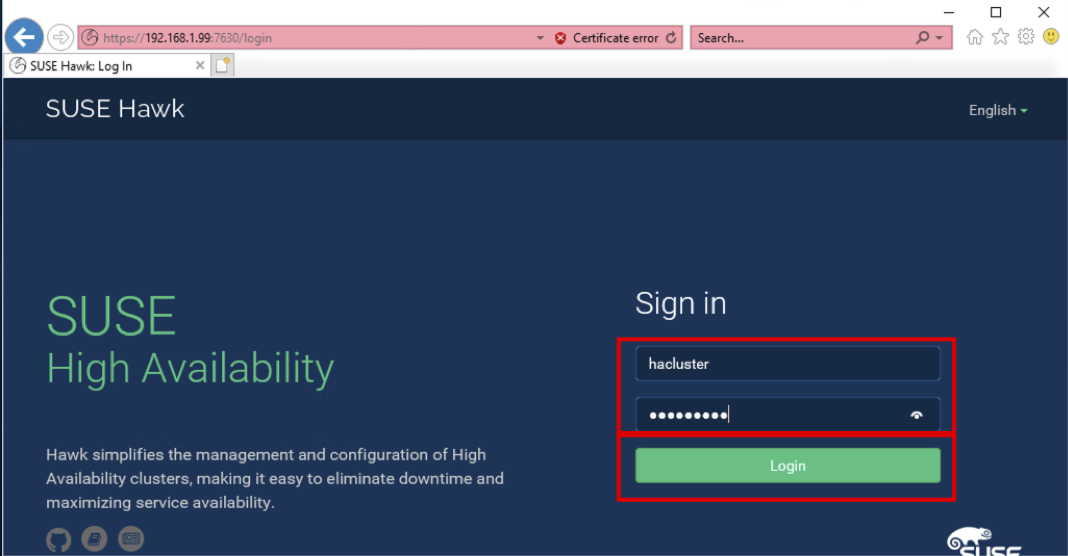 https://192.168.1.99:7630/login
Certificate error
Search...
SUSE Hawk: Log In
SUSE Hawk
English
SUSE
High Availability
Hawk simplifies the management and configuration of High
Availability clusters, making it easy to eliminate downtime and
maximizing service availability.
Sign in
hacluster
•••••••••
Login
SUSE